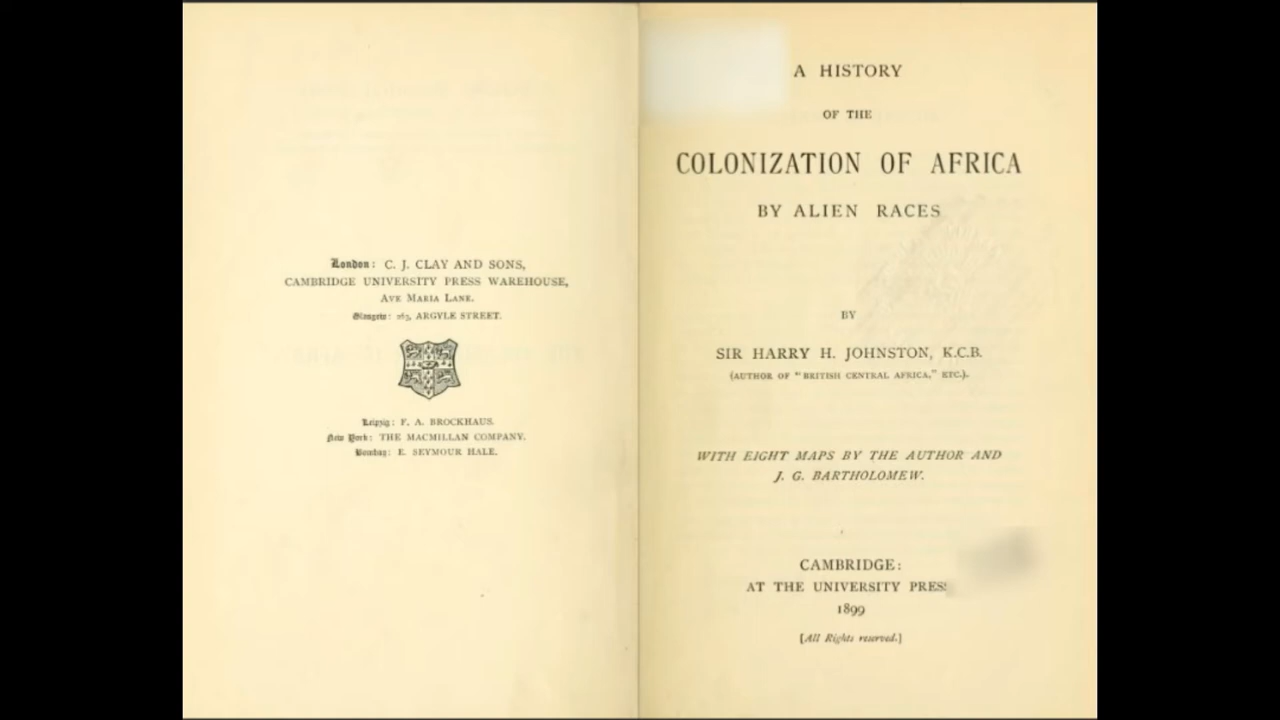 London: C. J. CLAY AND SONS,
CAMBRIDGE UNIVERSITY PRESS WAREHOUSE,
AVE MARIA LANE.
Glasgow: 263, ARGYLE STREET.
Leipzig: F. A. BROCKHAUS.
New York: THE MACMILLAN COMPANY.
Bombay: E. SEYMOUR HALE.
A HISTORY
OF THE
COLONIZATION OF AFRICA
BY ALIEN RACES
BY
SIR HARRY H. JOHNSTON, K.C.B.
(AUTHOR OF "BRITISH CENTRAL AFRICA," ETC.).
WITH EIGHT MAPS BY THE AUTHOR AND
J. G. BARTHOLOMEW.
CAMBRIDGE:
AT THE UNIVERSITY PRESS
1899
[All Rights reserved.]